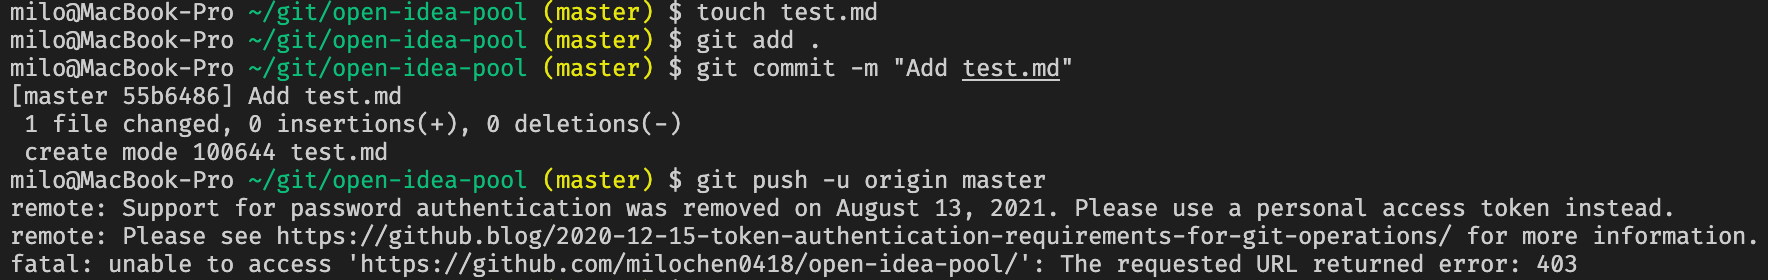 milo@MacBook-Pro ~/git/open-idea-pool (master) $ touch test.md
milo@MacBook-Pro ~/git/open-idea-pool (master) $ git add .
milo@MacBook-Pro ~/git/open-idea-pool (master) $ git commit -m "Add test.md"
[master 55b6486] Add test.md
 1 file changed, 0 insertions(+), 0 deletions(-)
 create mode 100644 test.md
milo@MacBook-Pro ~/git/open-idea-pool (master) $ git push -u origin master
remote: Support for password authentication was removed on August 13, 2021. Please use a personal access token instead.
remote: Please see https://github.blog/2020-12-15-token-authentication-requirements-for-git-operations/ for more information.
fatal: unable to access 'https://github.com/milochen0418/open-idea-pool/': The requested URL returned error: 403